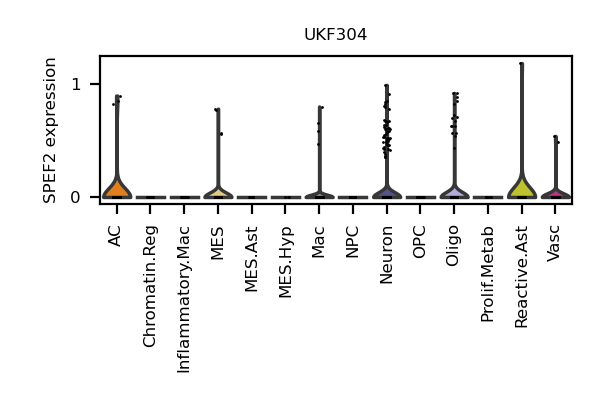 UKF304
SPEF2 expression
1
0
AC
Chromatin.Reg
Inflammatory.Mac
MES
MES.Ast
MES.Hyp
Mac
NPC
Neuron
OPC
Oligo
Prolif.Metab
Reactive.Ast
Vasc